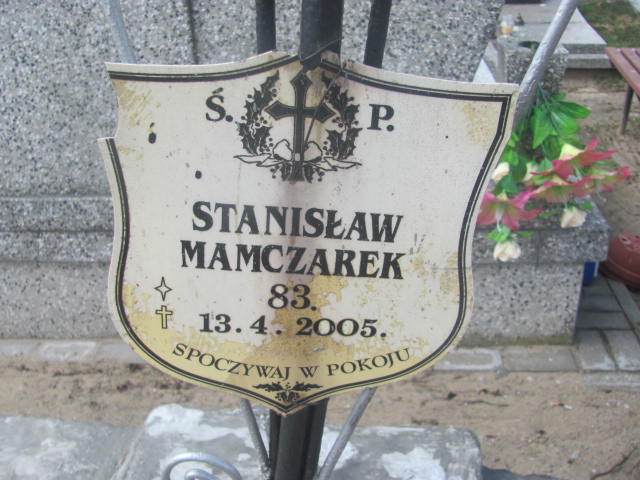 Ś. P.
STANISŁAW
MAMCZAREK
83.
13.4.2005.
SPOCZYWAJ W POKOJU